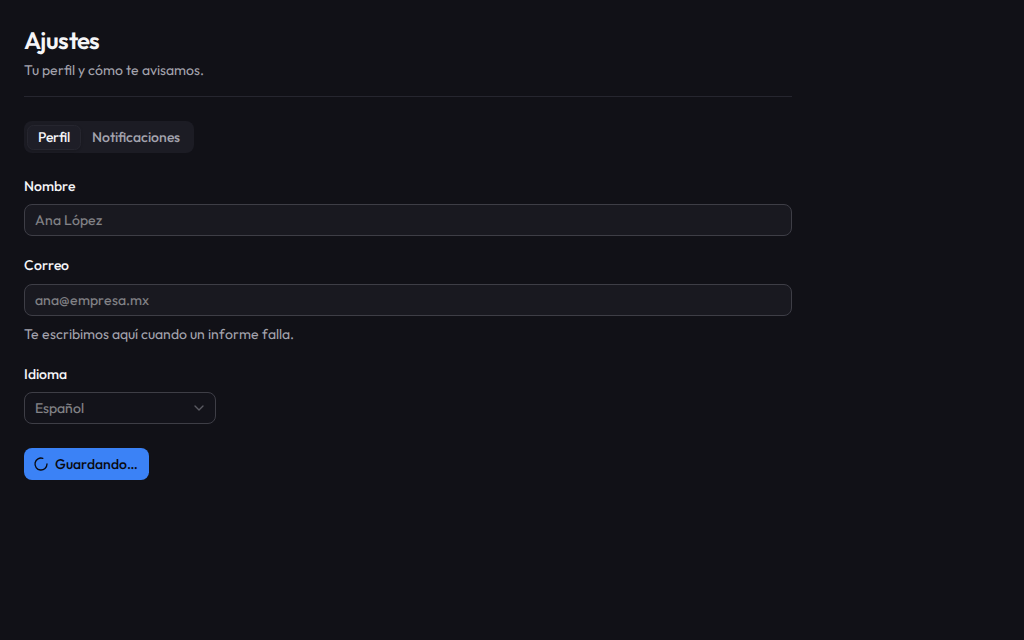 Ajustes
Tu perfil y cómo te avisamos.
Perfil
Notificaciones
Nombre
Ana López
Correo
ana@empresa.mx
Te escribimos aquí cuando un informe falla.
Idioma
Español
Guardando…